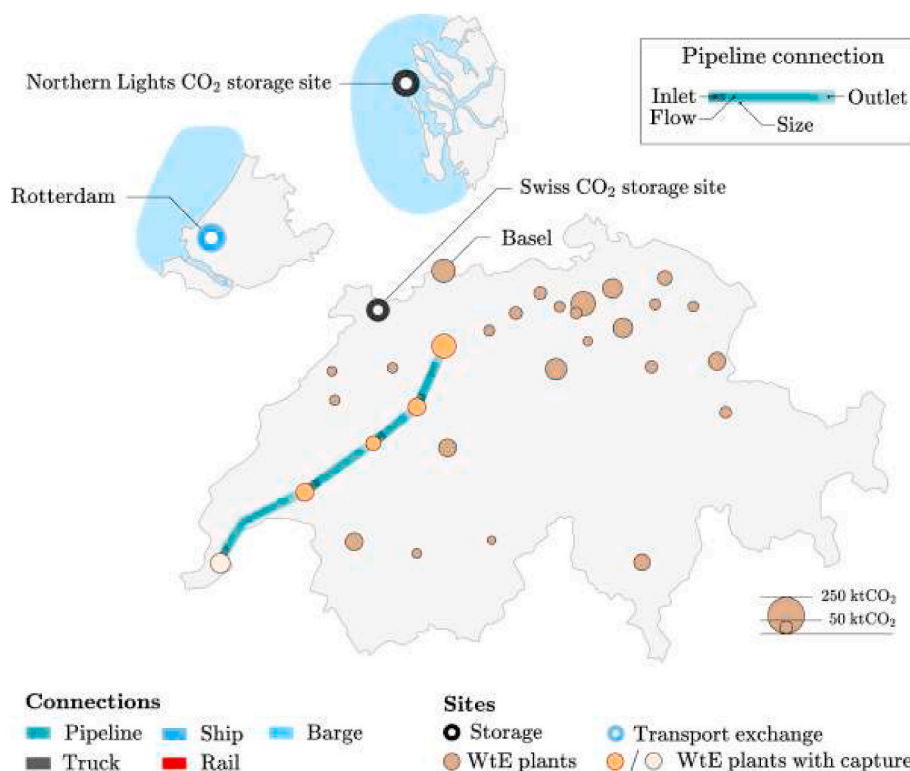 Northern Lights CO₂ storage site
Pipeline connection
Inlet
Outlet
Flow
Size
Rotterdam
Swiss CO₂ storage site
Basel
250 ktCO₂
50 ktCO₂
Connections
Pipeline
Ship
Barge
Truck
Rail
Sites
Storage
Transport exchange
WtE plants
/
WtE plants with capture